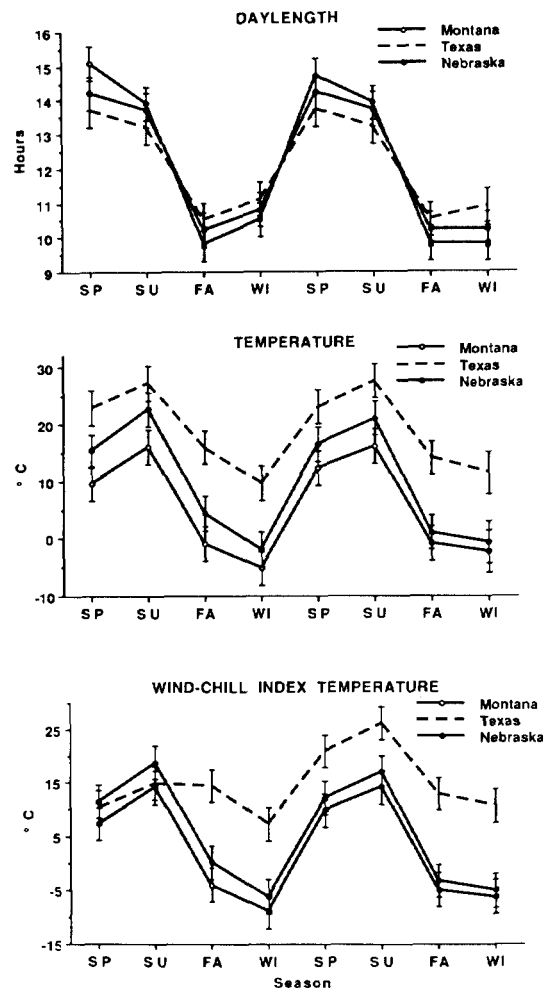 DAYLENGTH
Montana
Texas
Nebraska
Hours
16
15
14
13
12
11
10
9
SP SU FA WI SP SU FA WI
TEMPERATURE
Montana
Texas
Nebraska
° C
30
20
10
0
-10
SP SU FA WI SP SU FA WI
WIND-CHILL INDEX TEMPERATURE
Montana
Texas
Nebraska
° C
25
15
5
-5
-15
SP SU FA WI SP SU FA WI
Season